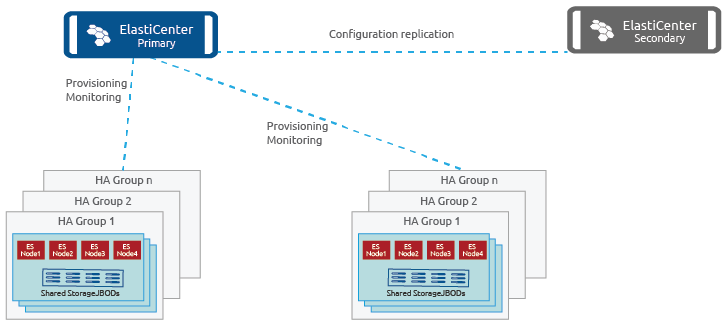 ElastiCenter
Primary
Configuration replication
ElastiCenter
Secondary
Provisioning
Monitoring
Provisioning
Monitoring
HA Group n
HA Group 2
HA Group 1
ES
Node1
ES
Node2
ES
Node3
ES
Node4
Shared StorageJBODs
HA Group n
HA Group 2
HA Group 1
ES
Node1
ES
Node2
ES
Node3
ES
Node4
Shared StorageJBODs